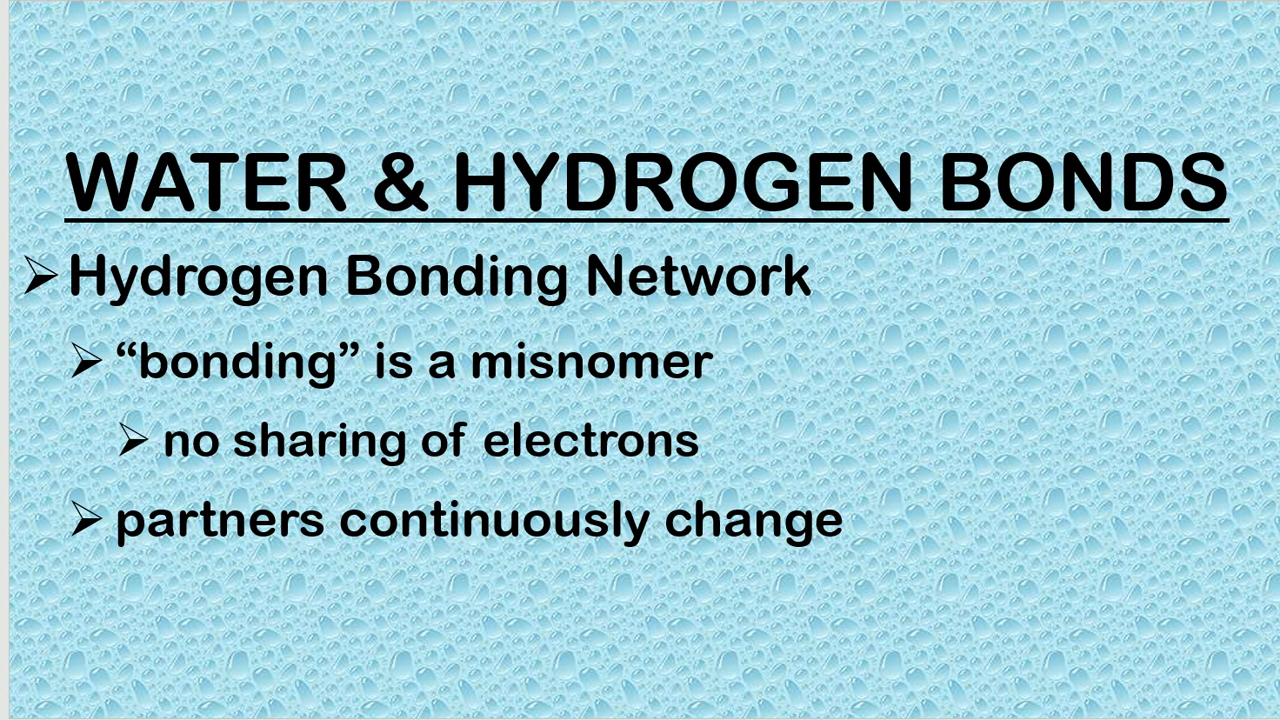 WATER & HYDROGEN BONDS
➢ Hydrogen Bonding Network
➢ “bonding” is a misnomer
➢ no sharing of electrons
➢ partners continuously change